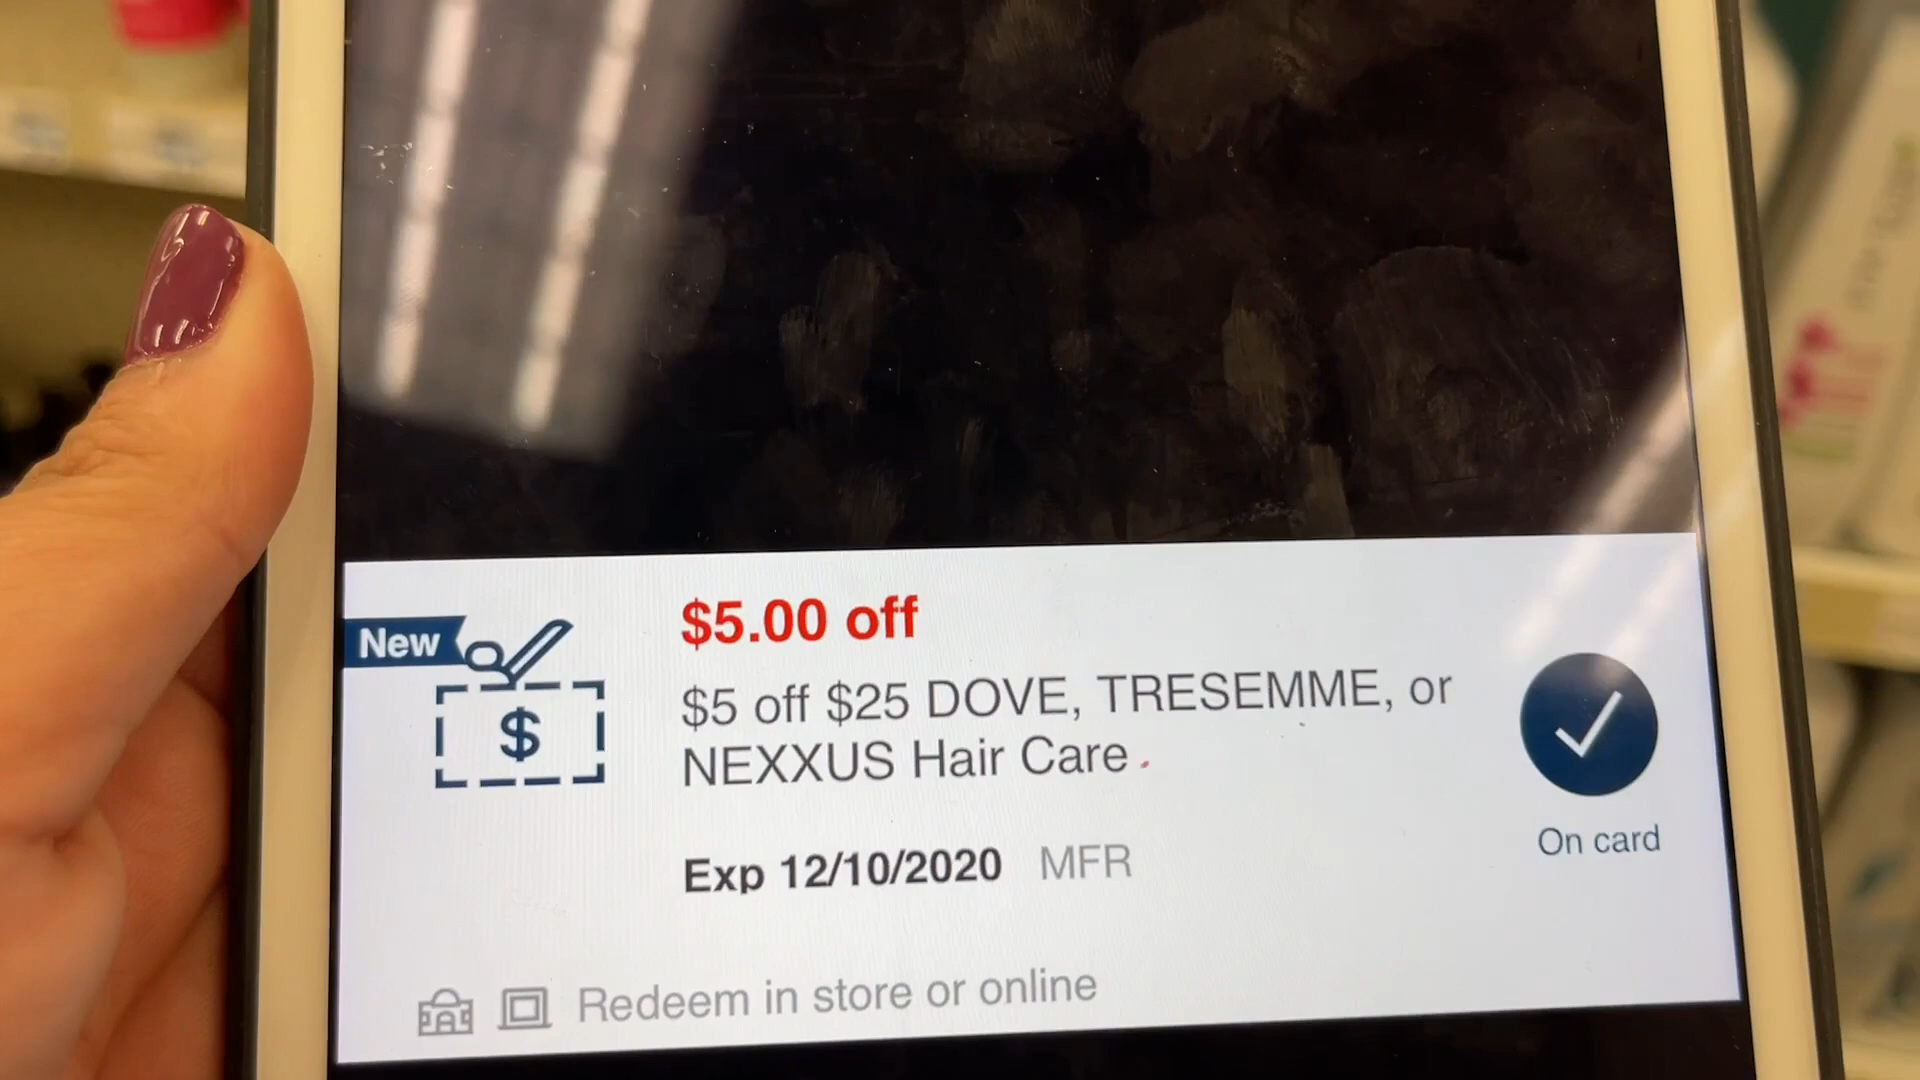 New
$
$5.00 off
$5 off $25 DOVE, TRESEMME, or
NEXXUS Hair Care
Exp 12/10/2020 MFR
On card
Redeem in store or online